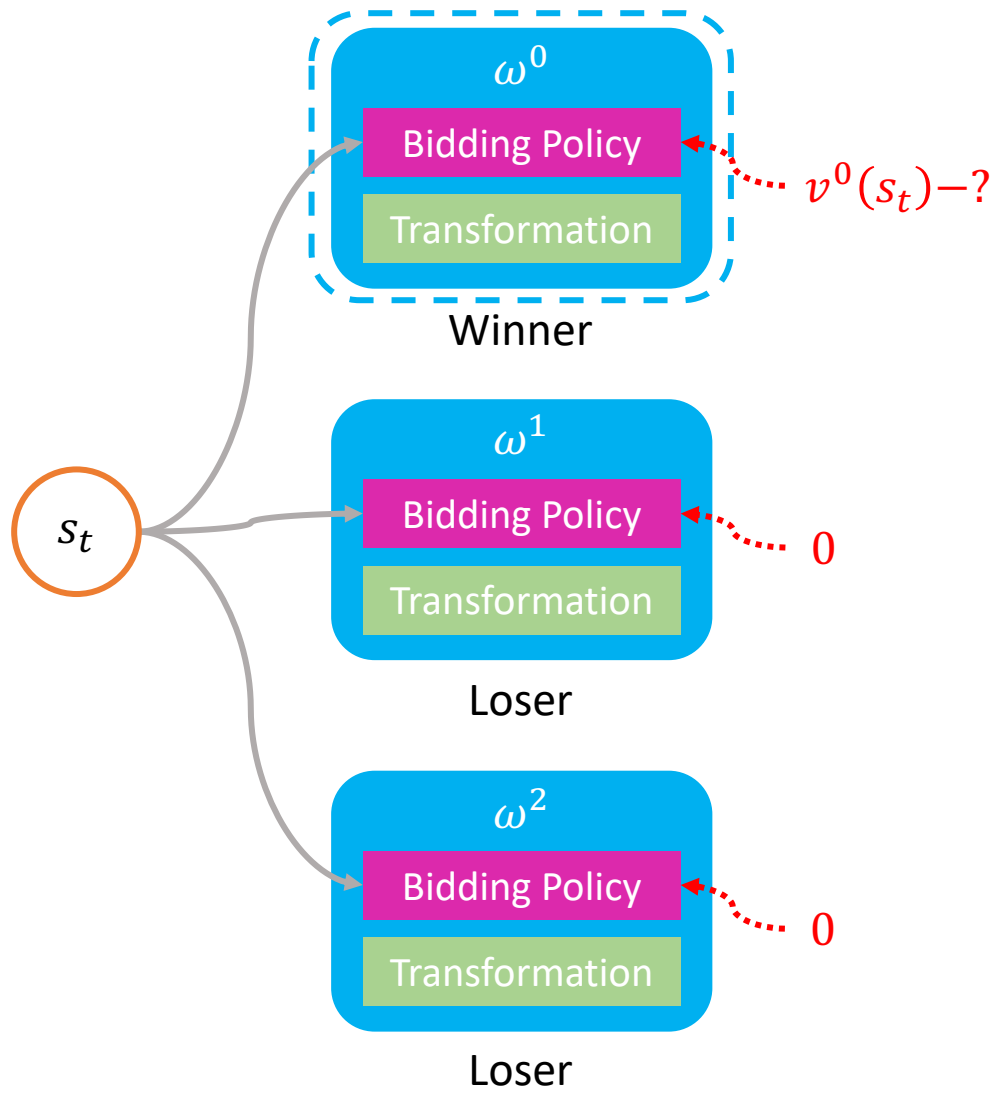 ω⁰
Bidding Policy
v⁰(sₜ)−?
Transformation
Winner
ω¹
Bidding Policy
sₜ
0
Transformation
Loser
ω²
Bidding Policy
0
Transformation
Loser